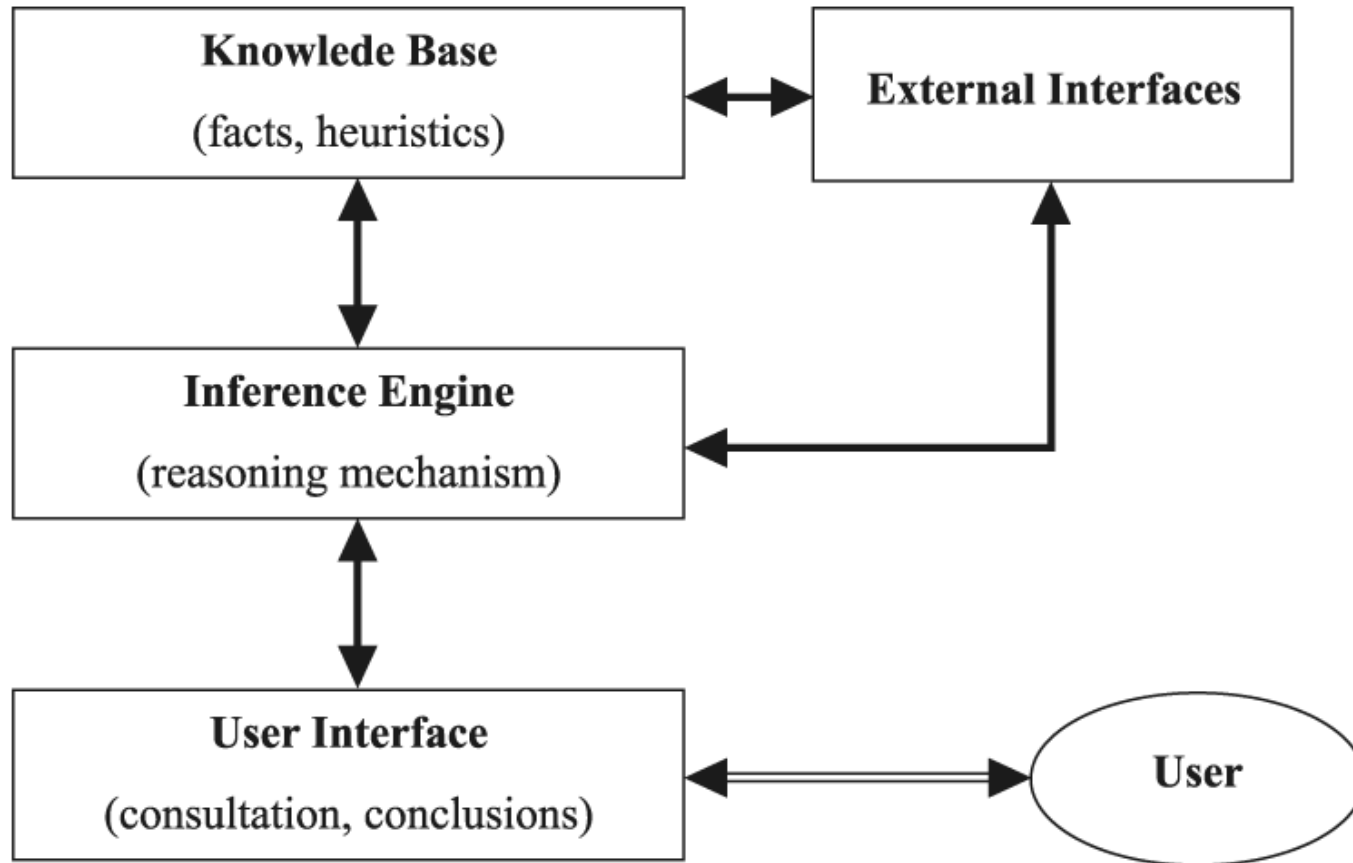 Knowlede Base
(facts, heuristics)
External Interfaces
Inference Engine
(reasoning mechanism)
User Interface
(consultation, conclusions)
User